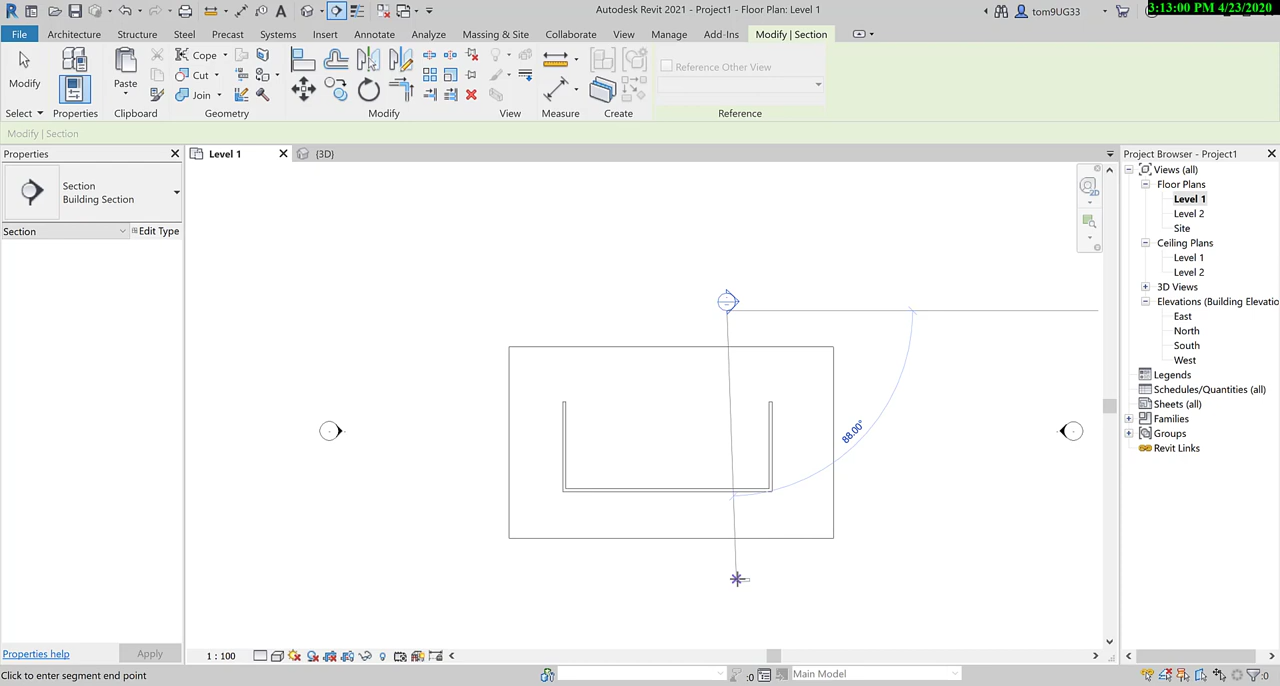 Autodesk Revit 2021 - Project1 - Floor Plan: Level 1
tom9UG33
3:13:00 PM 4/23/2020
File Architecture Structure Steel Precast Systems Insert Annotate Analyze Massing & Site Collaborate View Manage Add-Ins Modify | Section
Modify
Paste
Cope
Cut
Join
Reference Other View
Select Properties Clipboard Geometry Modify View Measure Create Reference
Modify | Section
Properties
Level 1
{3D}
Project Browser - Project1
Section
Building Section
Section
Edit Type
2D
Views (all)
Floor Plans
Level 1
Level 2
Site
Ceiling Plans
Level 1
Level 2
3D Views
Elevations (Building Elevatio
East
North
South
West
Legends
Schedules/Quantities (all)
Sheets (all)
Families
Groups
Revit Links
88.00°
Properties help
Apply
1 : 100
Click to enter segment end point
:0
Main Model
:0